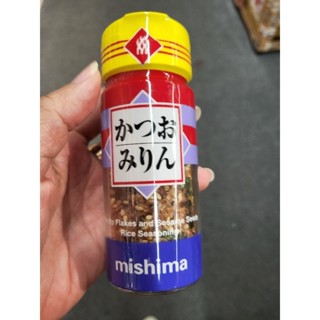 かつお
みりん
Flakes and Sesame Seeds
Rice Seasoning
mishima